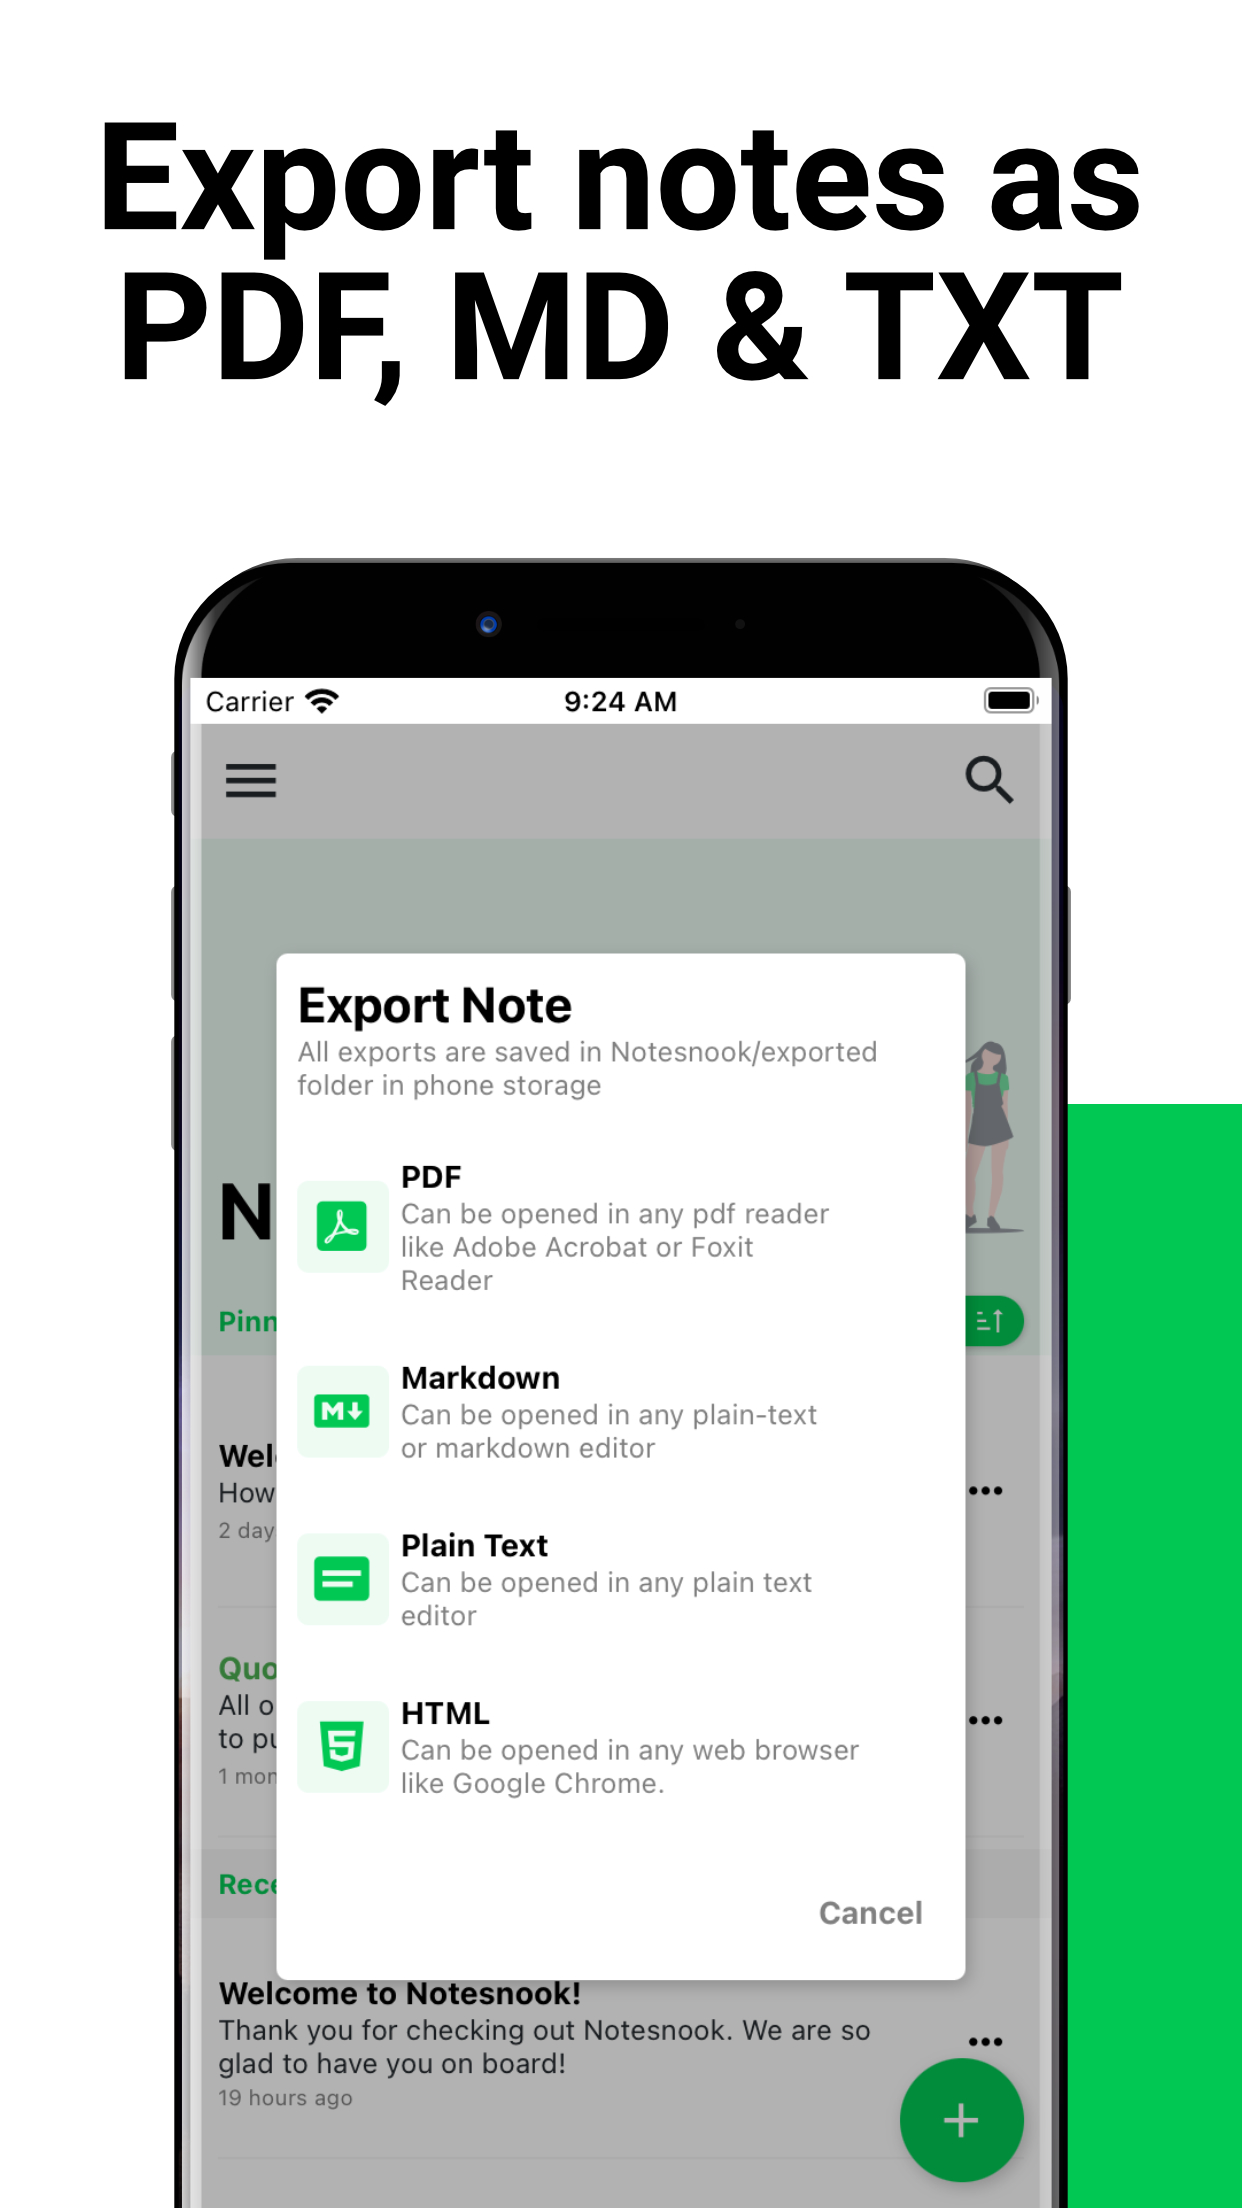 Export notes as
PDF, MD & TXT
Carrier
9:24 AM
Export Note
All exports are saved in Notesnook/exported
folder in phone storage
PDF
Can be opened in any pdf reader
like Adobe Acrobat or Foxit
Reader
Markdown
Can be opened in any plain-text
or markdown editor
Plain Text
Can be opened in any plain text
editor
HTML
Can be opened in any web browser
like Google Chrome.
Cancel
N
Pinn
Wel
How
2 day
Quo
All o
to pu
1 mon
Rece
Welcome to Notesnook!
Thank you for checking out Notesnook. We are so
glad to have you on board!
19 hours ago